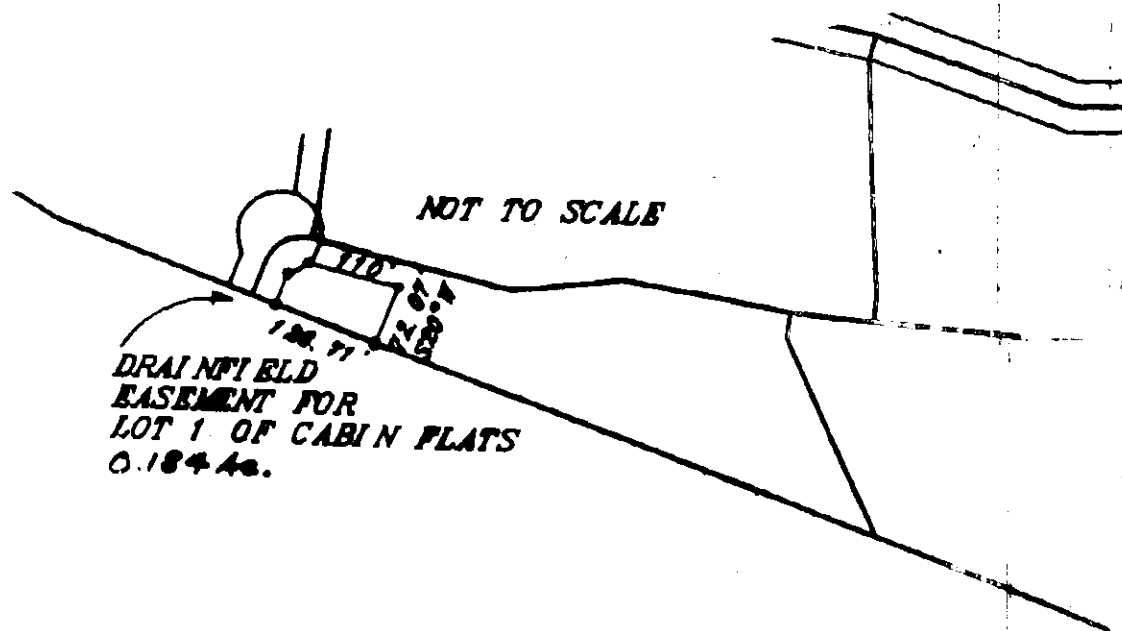 NOT TO SCALE
110'
DRAINFIELD
EASEMENT FOR
LOT 1 OF CABIN FLATS
0.184 Ac.